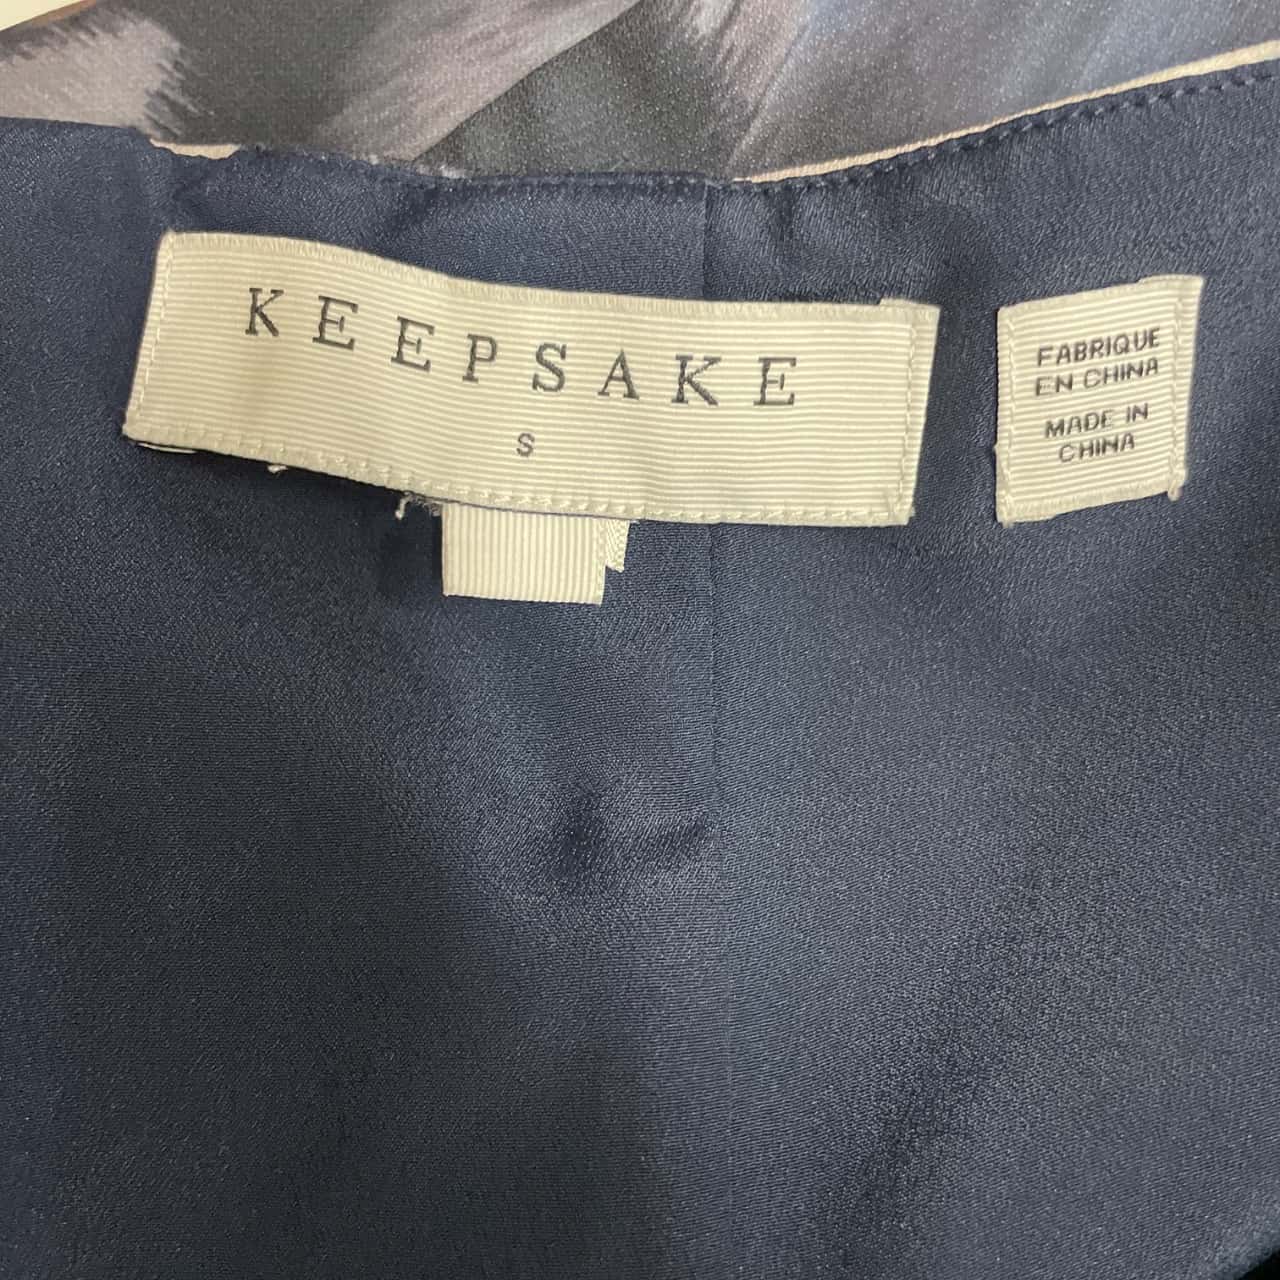 KEEPSAKE
S
FABRIQUE
EN CHINA
MADE IN
CHINA